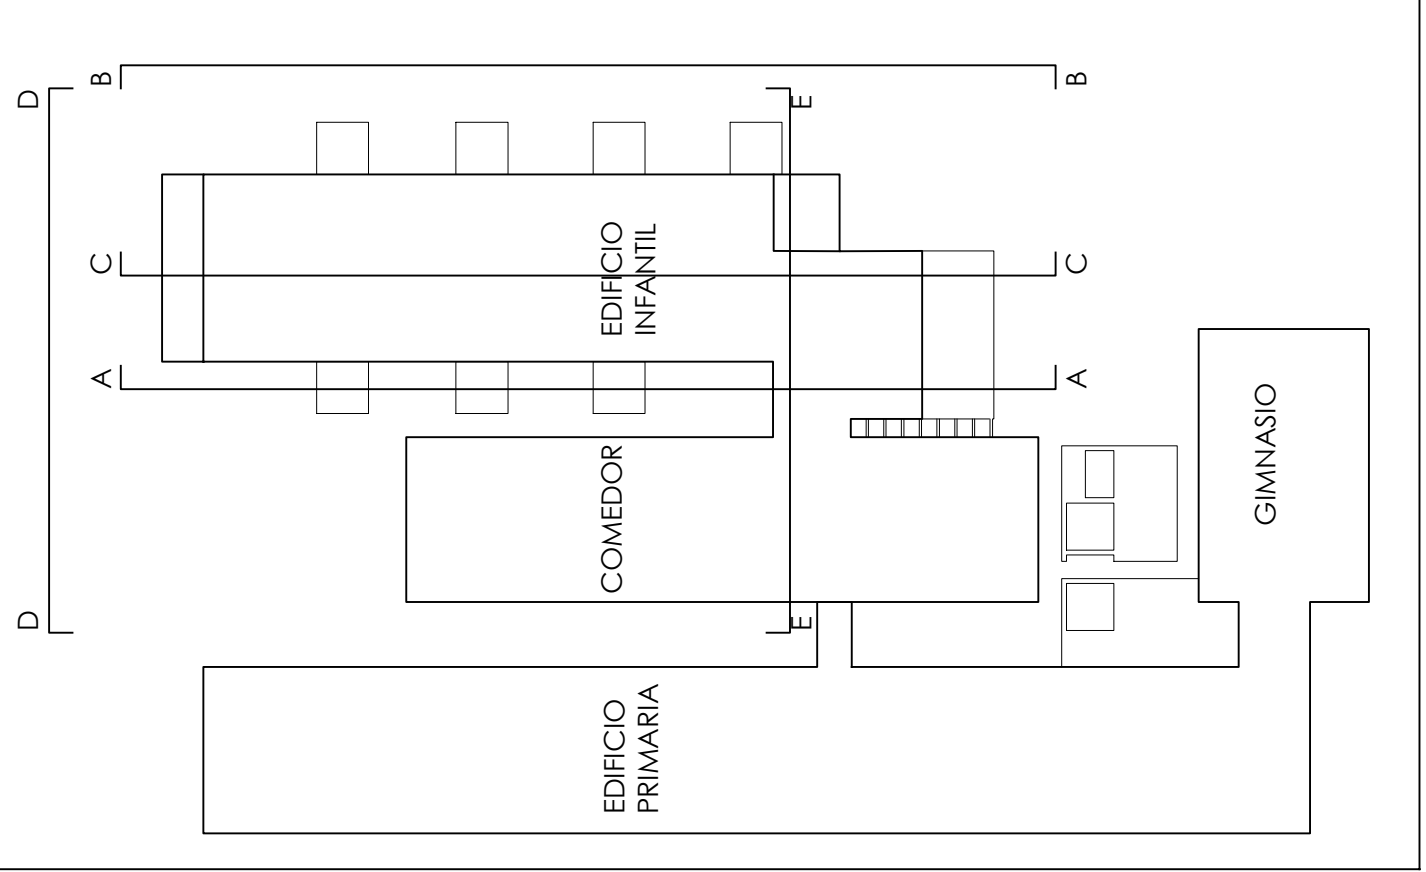 D
B
B
E
C
C
EDIFICIO
INFANTIL
A
A
GIMNASIO
COMEDOR
D
E
EDIFICIO
PRIMARIA